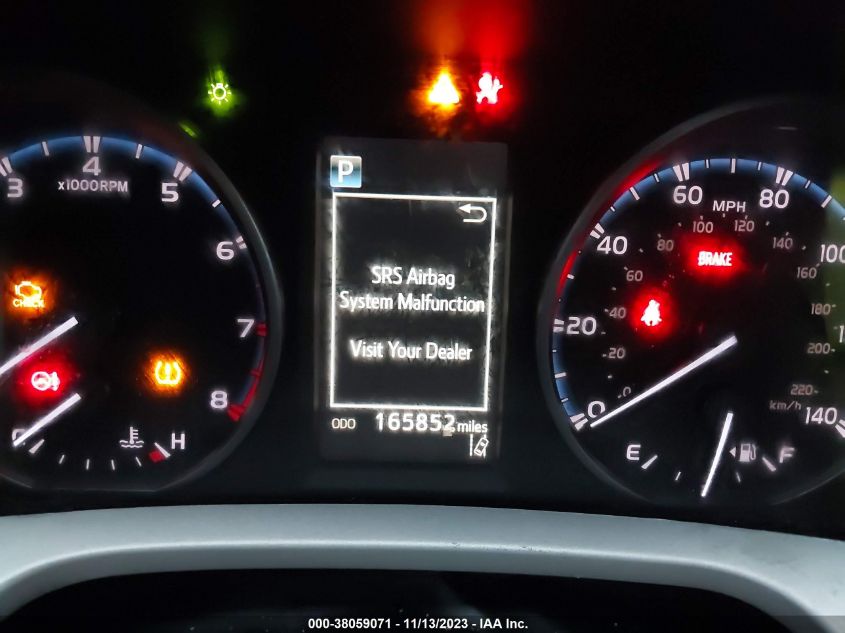 P
SRS Airbag
System Malfunction
Visit Your Dealer
ODO 165852 miles
3 4 5 6 7 8
x1000RPM
CHECK
H
0 20 40 60 80 100 140
MPH
0 20 40 60 80 100 120 140 160 180 200 220
km/h
BRAKE
E F
000-38059071 - 11/13/2023 - IAA Inc.